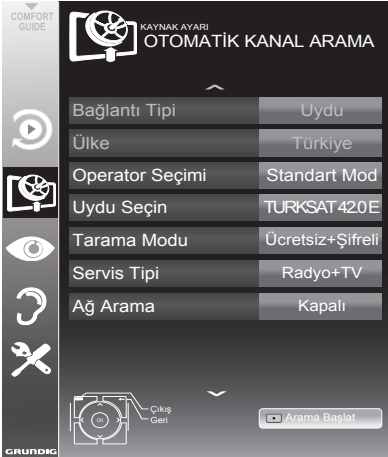 COMFORT
GUIDE
KAYNAK AYARI
OTOMATİK KANAL ARAMA
Bağlantı Tipi Uydu
Ülke Türkiye
Operator Seçimi Standart Mod
Uydu Seçin TURKSAT 42.0 E
Tarama Modu Ücretsiz+Şifreli
Servis Tipi Radyo+TV
Ağ Arama Kapalı
OK
Çıkış
Geri
Arama Başlat
GRUNDIG